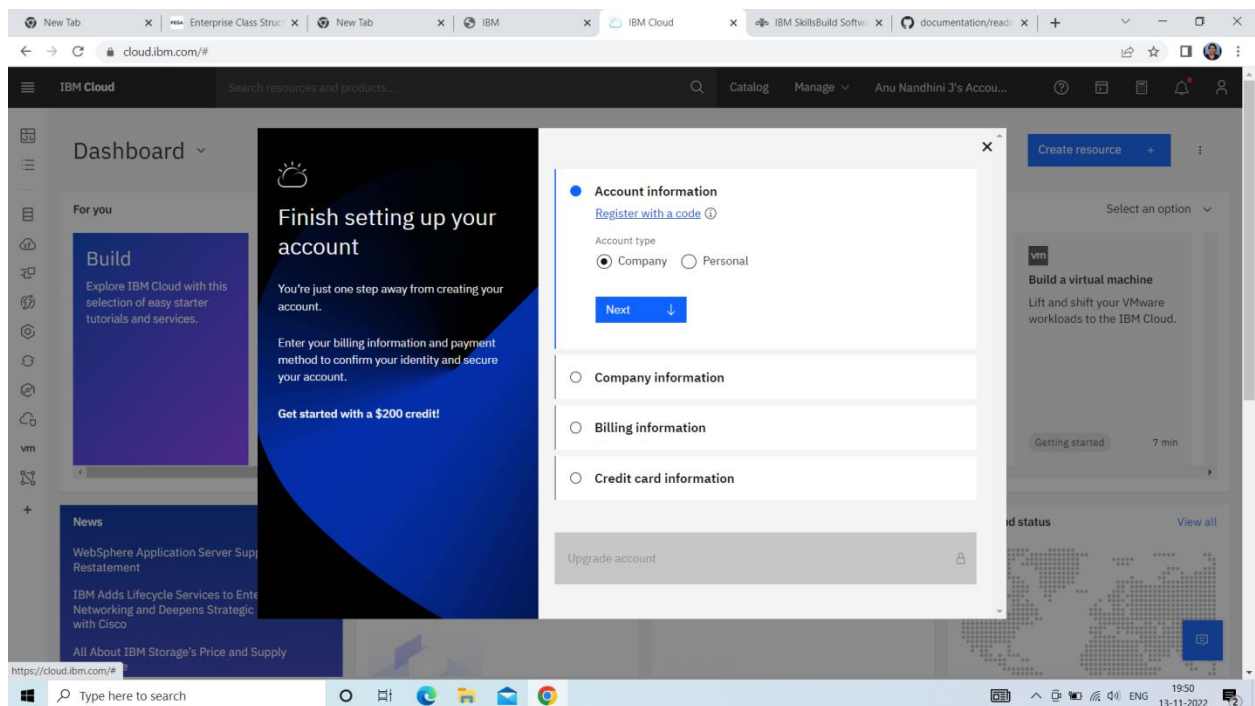 New Tab
PEGA Enterprise Class Struct
New Tab
IBM
IBM Cloud
IBM SkillsBuild Softw
documentation/readn
cloud.ibm.com/#
IBM Cloud
Search resources and products...
Catalog
Manage
Anu Nandhini J's Accou...
Dashboard
Create resource +
For you
Select an option
Build
Explore IBM Cloud with this
selection of easy starter
tutorials and services.
Finish setting up your
account
You're just one step away from creating your
account.
Enter your billing information and payment
method to confirm your identity and secure
your account.
Get started with a $200 credit!
Account information
Register with a code
Account type
Company
Personal
Next
Company information
Billing information
Credit card information
Upgrade account
vm
Build a virtual machine
Lift and shift your VMware
workloads to the IBM Cloud.
Getting started
7 min
vm
News
WebSphere Application Server Supp
Restatement
IBM Adds Lifecycle Services to Ente
Networking and Deepens Strategic
with Cisco
All About IBM Storage's Price and Supply
d status
View all
https://cloud.ibm.com/#
Type here to search
ENG
19:50
13-11-2022
2